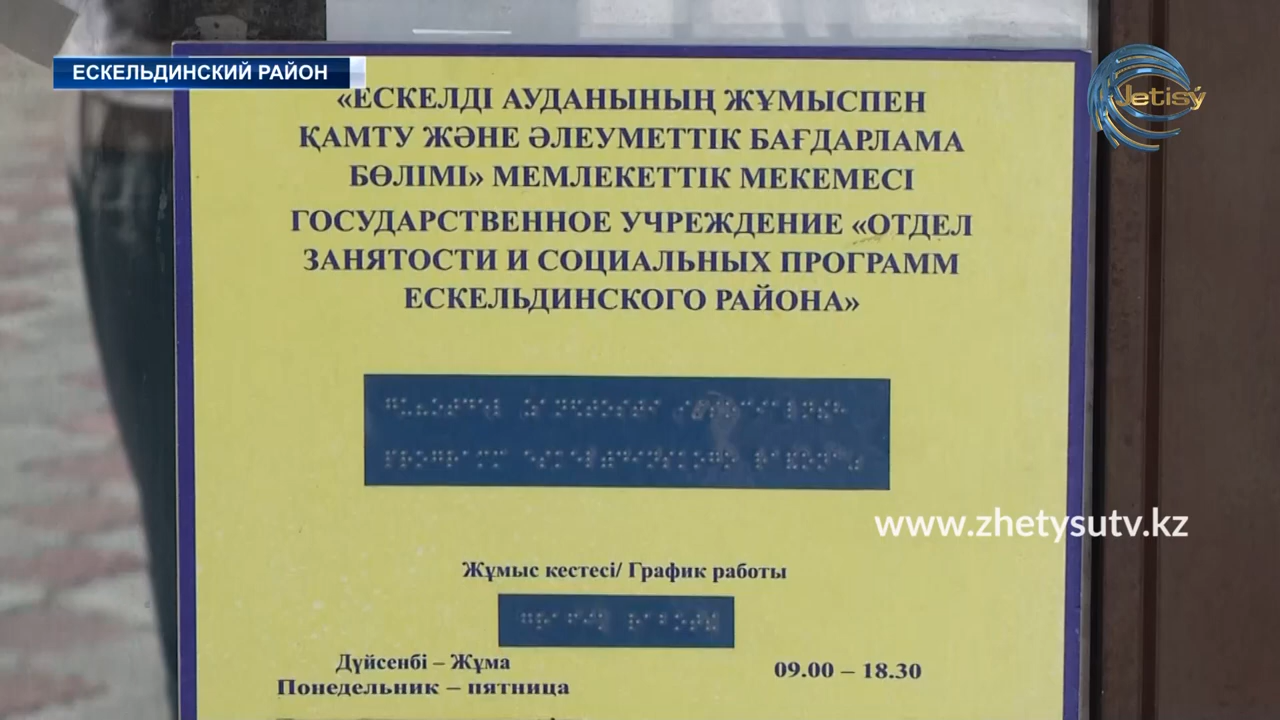 ЕСКЕЛЬДИНСКИЙ РАЙОН
Jetisý
«ЕСКЕЛДІ АУДАНЫНЫҢ ЖҰМЫСПЕН
ҚАМТУ ЖӘНЕ ӘЛЕУМЕТТІК БАҒДАРЛАМА
БӨЛІМІ» МЕМЛЕКЕТТІК МЕКЕМЕСІ
ГОСУДАРСТВЕННОЕ УЧРЕЖДЕНИЕ «ОТДЕЛ
ЗАНЯТОСТИ И СОЦИАЛЬНЫХ ПРОГРАММ
ЕСКЕЛЬДИНСКОГО РАЙОНА»
www.zhetysutv.kz
Жұмыс кестесі/ График работы
Дүйсенбі – Жұма
09.00 – 18.30
Понедельник – пятница